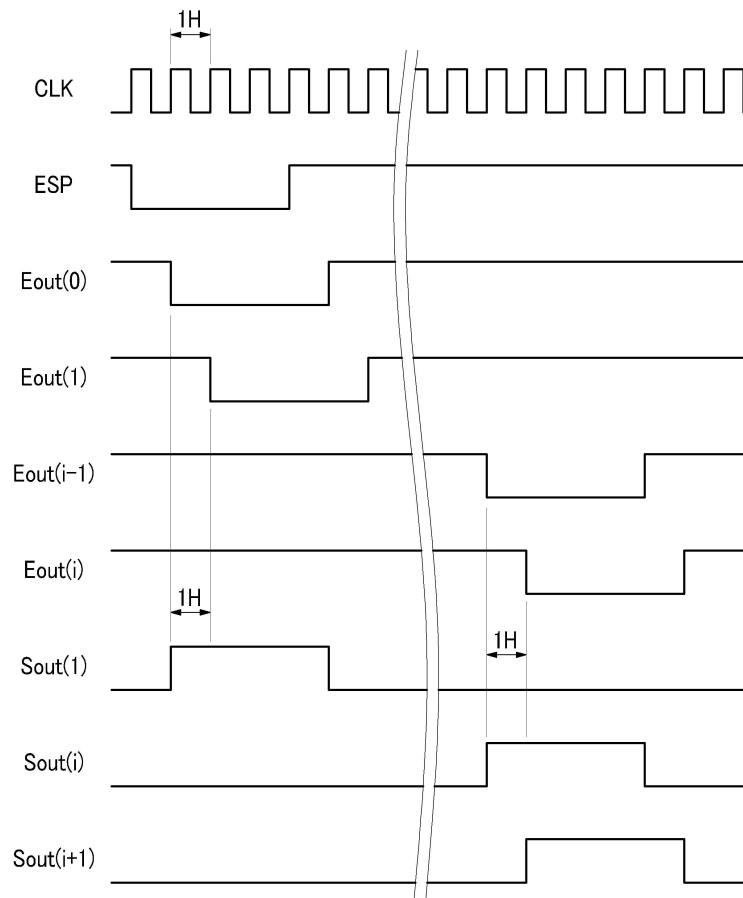 1H
CLK
ESP
Eout(0)
Eout(1)
Eout(i-1)
Eout(i)
1H
1H
Sout(1)
Sout(i)
Sout(i+1)